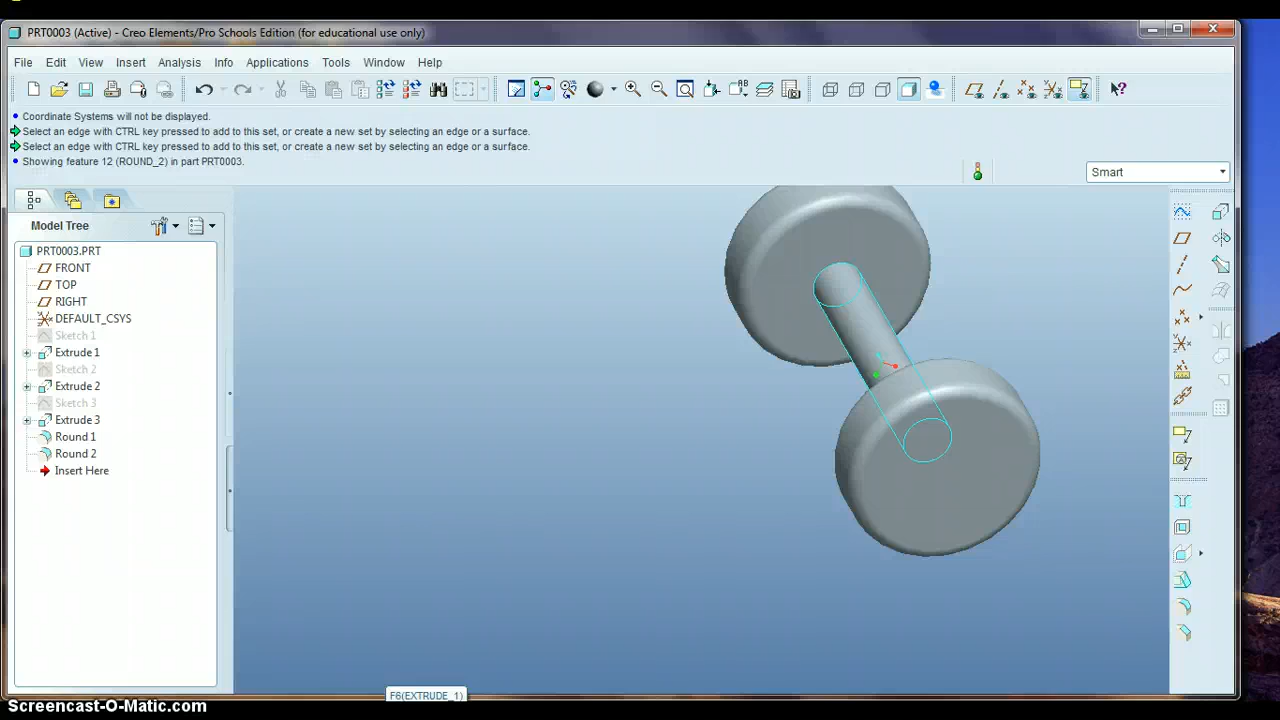 PRT0003 (Active) - Creo Elements/Pro Schools Edition (for educational use only)
File Edit View Insert Analysis Info Applications Tools Window Help
Coordinate Systems will not be displayed.
Select an edge with CTRL key pressed to add to this set, or create a new set by selecting an edge or a surface.
Select an edge with CTRL key pressed to add to this set, or create a new set by selecting an edge or a surface.
Showing feature 12 (ROUND_2) in part PRT0003.
Smart
Model Tree
PRT0003.PRT
FRONT
TOP
RIGHT
DEFAULT_CSYS
Sketch 1
Extrude 1
Sketch 2
Extrude 2
Sketch 3
Extrude 3
Round 1
Round 2
Insert Here
F6(EXTRUDE_1)
Screencast-O-Matic.com